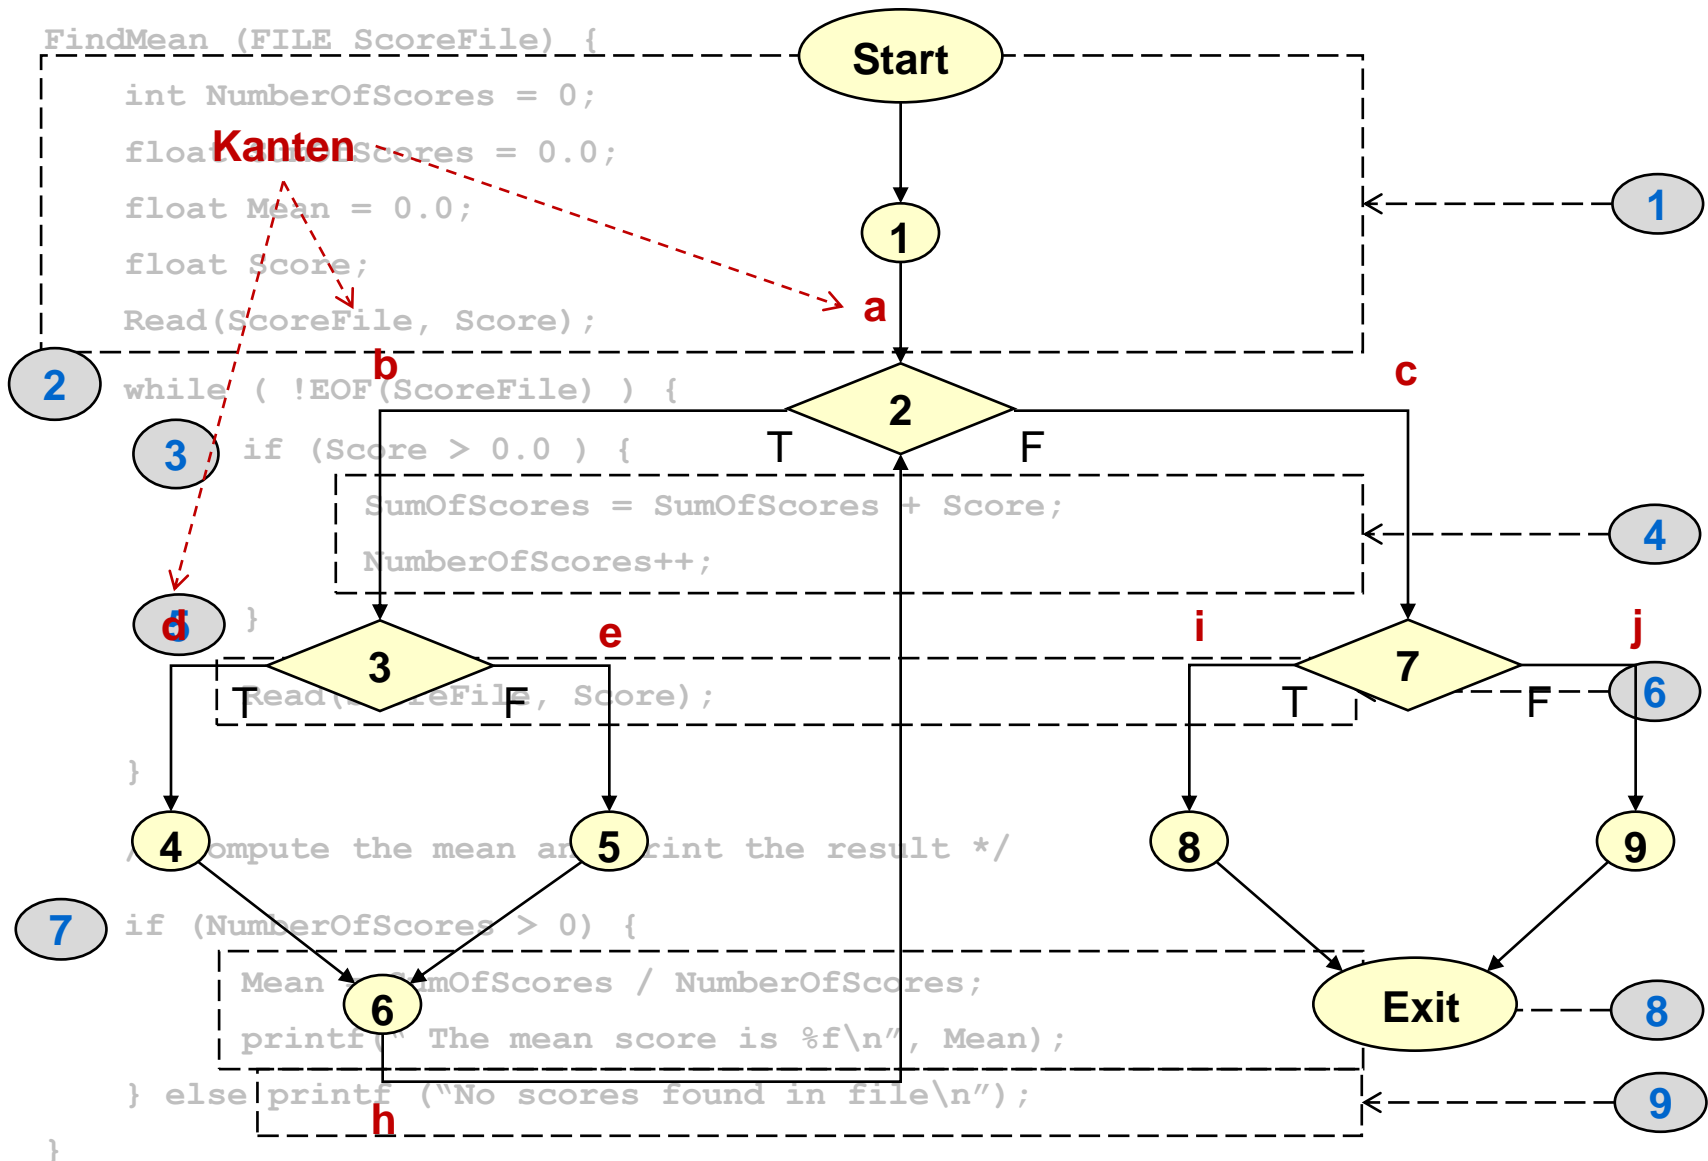 FindMean (FILE ScoreFile) {
Start
int NumberOfScores = 0;
Kanten
float SumOfScores = 0.0;
float Mean = 0.0;
1
1
float Score;
a
Read(ScoreFile, Score);
b
c
2
while ( !EOF(ScoreFile) ) {
2
T
F
3
if (Score > 0.0 ) {
SumOfScores = SumOfScores + Score;
4
NumberOfScores++;
5
d
}
e
i
j
3
7
T
Read(ScoreFile, Score);
F
T
F
6
}
4
5
8
9
ompute the mean an rint the result */
7
if (NumberOfScores > 0) {
Mean SumOfScores / NumberOfScores;
6
Exit
8
printf(“ The mean score is %f\n”, Mean);
} else printf (“No scores found in file\n”);
h
9
}